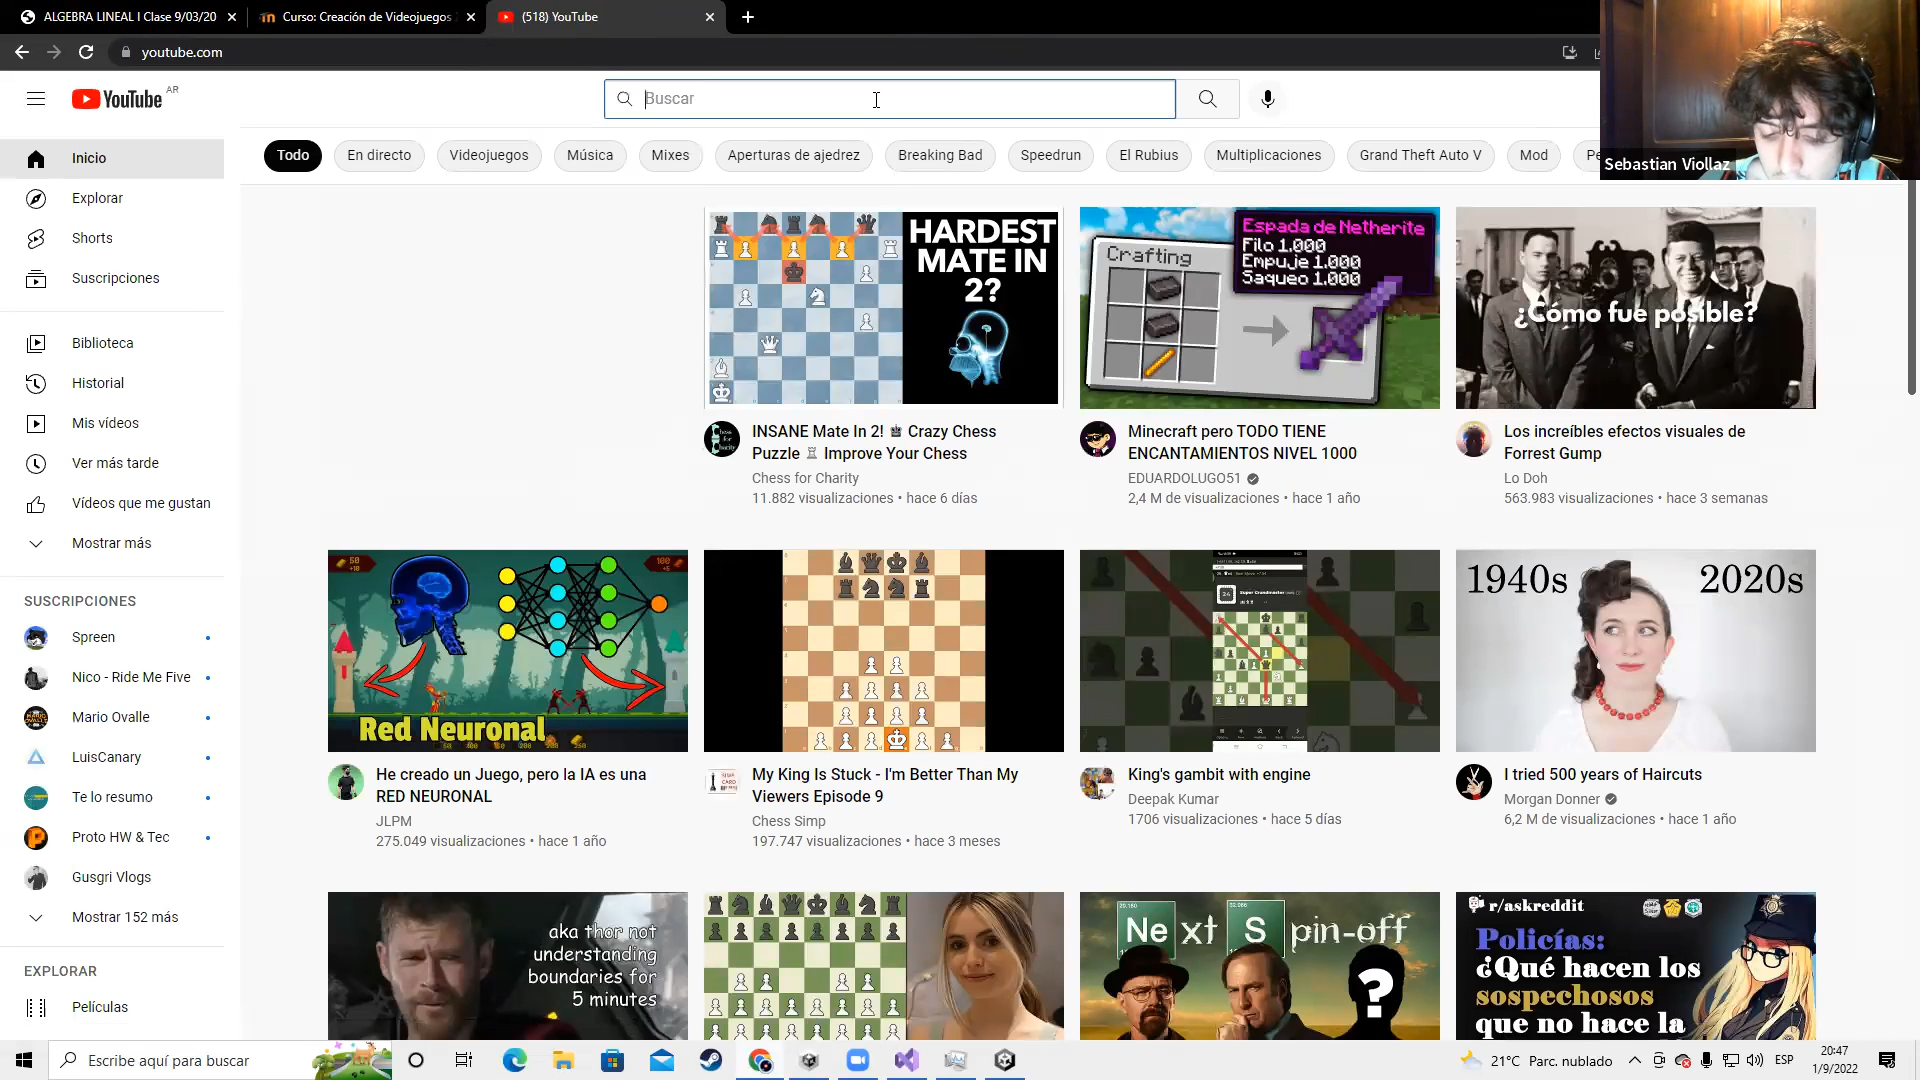 ALGEBRA LINEAL I Clase 9/03/20
Curso: Creación de Videojuegos
(518) YouTube
youtube.com
YouTube AR
Buscar
Sebastian Viollaz
Todo
En directo
Videojuegos
Música
Mixes
Aperturas de ajedrez
Breaking Bad
Speedrun
El Rubius
Multiplicaciones
Grand Theft Auto V
Mod
Inicio
Explorar
Shorts
Suscripciones
Biblioteca
Historial
Mis vídeos
Ver más tarde
Vídeos que me gustan
Mostrar más
SUSCRIPCIONES
Spreen
Nico - Ride Me Five
Mario Ovalle
LuisCanary
Te lo resumo
Proto HW & Tec
Gusgri Vlogs
Mostrar 152 más
EXPLORAR
Películas
HARDEST
MATE IN
2?
INSANE Mate In 2! Crazy Chess
Puzzle Improve Your Chess
Chess for Charity
11.882 visualizaciones • hace 6 días
Crafting
Espada de Netherite
Filo 1.000
Empuje 1.000
Saqueo 1.000
Minecraft pero TODO TIENE
ENCANTAMIENTOS NIVEL 1000
EDUARDOLUGO51
2,4 M de visualizaciones • hace 1 año
¿Cómo fue posible?
Los increíbles efectos visuales de
Forrest Gump
Lo Doh
563.983 visualizaciones • hace 3 semanas
Red Neuronal
He creado un Juego, pero la IA es una
RED NEURONAL
JLPM
275.049 visualizaciones • hace 1 año
My King Is Stuck - I'm Better Than My
Viewers Episode 9
Chess Simp
197.747 visualizaciones • hace 3 meses
King's gambit with engine
Deepak Kumar
1706 visualizaciones • hace 5 días
1940s 2020s
I tried 500 years of Haircuts
Morgan Donner
6,2 M de visualizaciones • hace 1 año
aka thor not
understanding
boundaries for
5 minutes
Next Spin-off
?
r/askreddit
Policías:
¿Qué hacen los
sospechosos
que no hace la
Escribe aquí para buscar
21°C Parc. nublado
ESP
20:47
1/9/2022